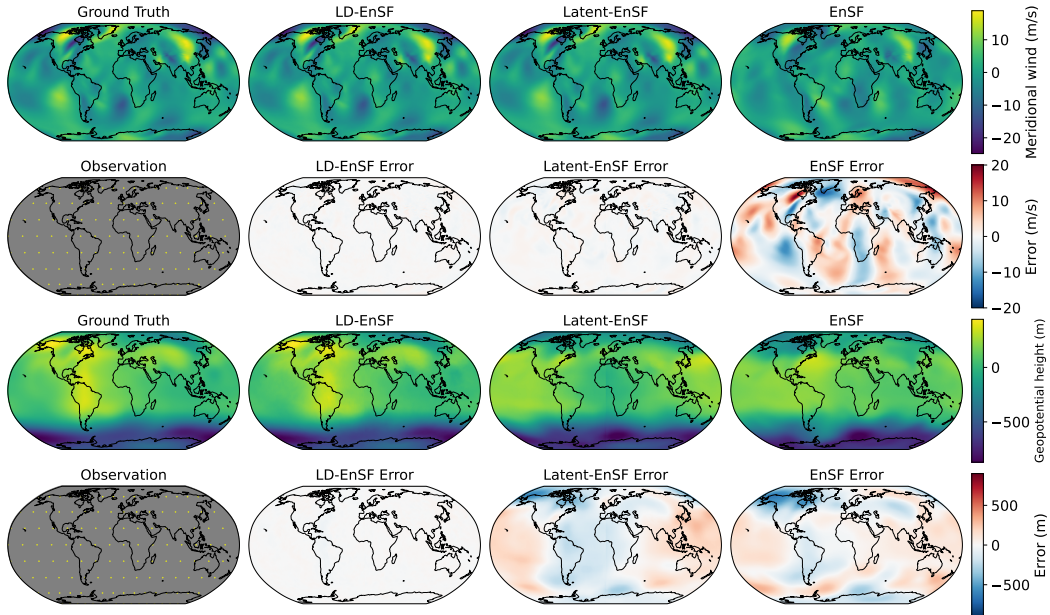 Ground Truth LD-EnSF Latent-EnSF EnSF
10
0
−10
−20
Meridional wind (m/s)
Observation LD-EnSF Error Latent-EnSF Error EnSF Error
20
10
0
−10
−20
Error (m/s)
Ground Truth LD-EnSF Latent-EnSF EnSF
0
−500
Geopotential height (m)
Observation LD-EnSF Error Latent-EnSF Error EnSF Error
500
0
−500
Error (m)